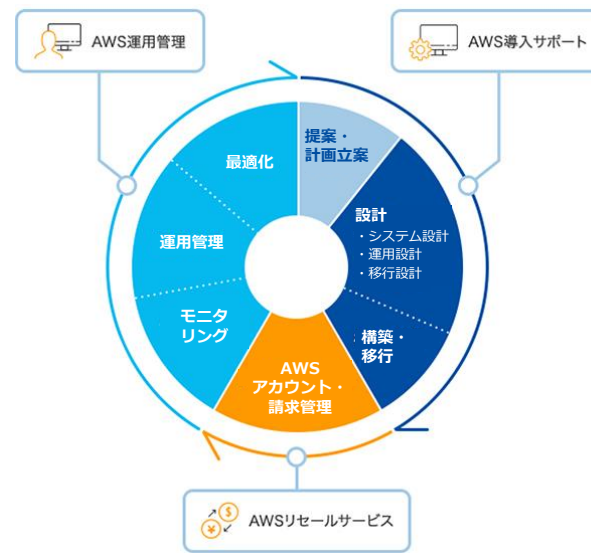 AWS運用管理
AWS導入サポート
提案・
計画立案
設計
・システム設計
・運用設計
・移行設計
構築・
移行
AWS
アカウント・
請求管理
モニタ
リング
運用管理
最適化
$
¥
AWSリセールサービス